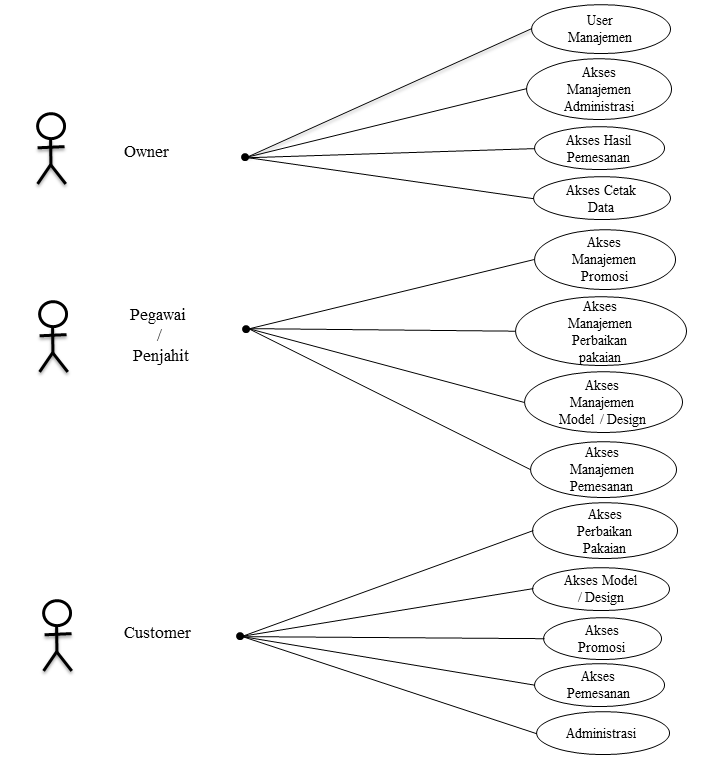 User
Manajemen
Akses
Manajemen
Administrasi
Owner
Akses Hasil
Pemesanan
Akses Cetak
Data
Akses
Manajemen
Promosi
Pegawai
/
Penjahit
Akses
Manajemen
Perbaikan
pakaian
Akses
Manajemen
Model / Design
Akses
Manajemen
Pemesanan
Akses
Perbaikan
Pakaian
Akses Model
/ Design
Customer
Akses
Promosi
Akses
Pemesanan
Administrasi